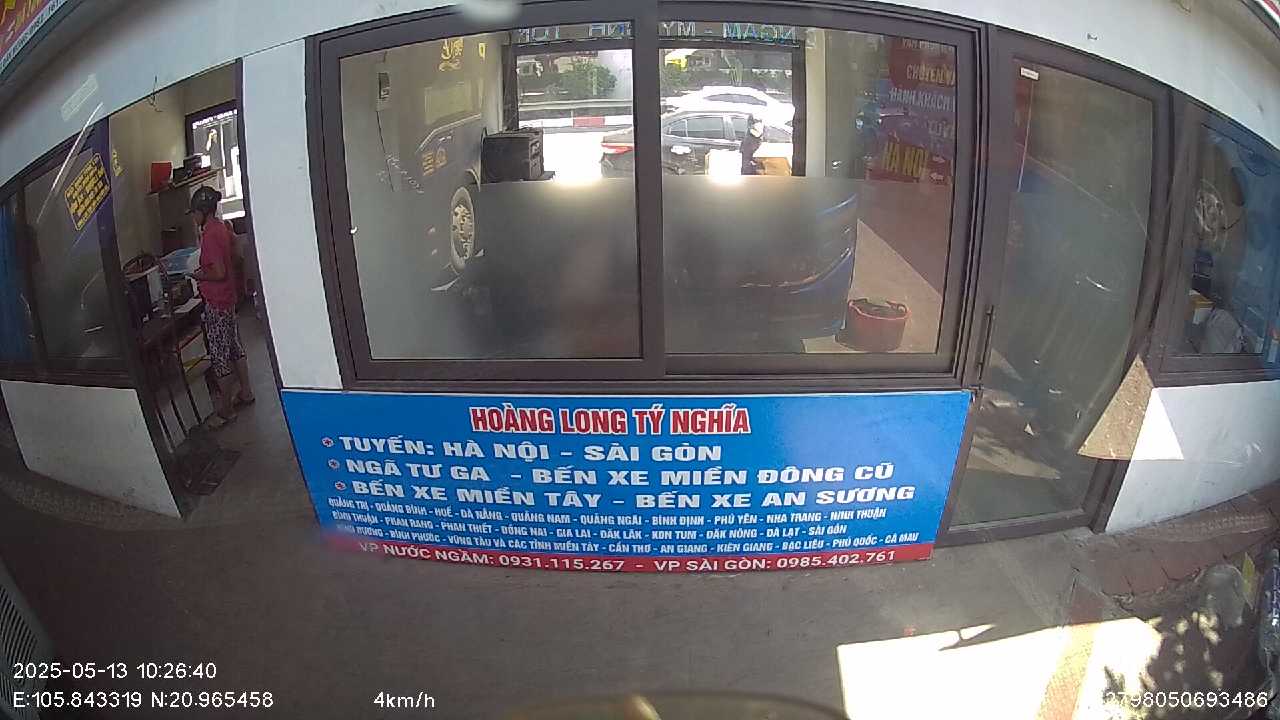 HOÀNG LONG TÝ NGHĨA
TUYẾN: HÀ NỘI - SÀI GÒN
NGÃ TƯ GA - BẾN XE MIỀN ĐÔNG CŨ
BẾN XE MIỀN TÂY - BẾN XE AN SƯƠNG
QUẢNG TRỊ - QUẢNG BÌNH - HUẾ - ĐÀ NẴNG - QUẢNG NAM - QUẢNG NGÃI - BÌNH ĐỊNH - PHÚ YÊN - NHA TRANG - NINH THUẬN
BÌNH THUẬN - PHAN RANG - PHAN THIẾT - ĐỒNG NAI - GIA LAI - ĐĂK LĂK - KON TUM - ĐĂK NÔNG - ĐÀ LẠT - SÀI GÒN
DƯƠNG - BÌNH PHƯỚC - VŨNG TÀU VÀ CÁC TỈNH MIỀN TÂY - CẦN THƠ - AN GIANG - KIÊN GIANG - BẠC LIÊU - PHÚ QUỐC - CÀ MAU
VP NƯỚC NGẦM: 0931.115.267 - VP SÀI GÒN: 0985.402.761
HÀ NỘI
2025-05-13 10:26:40
E:105.843319 N:20.965458
4km/h
2798050693486